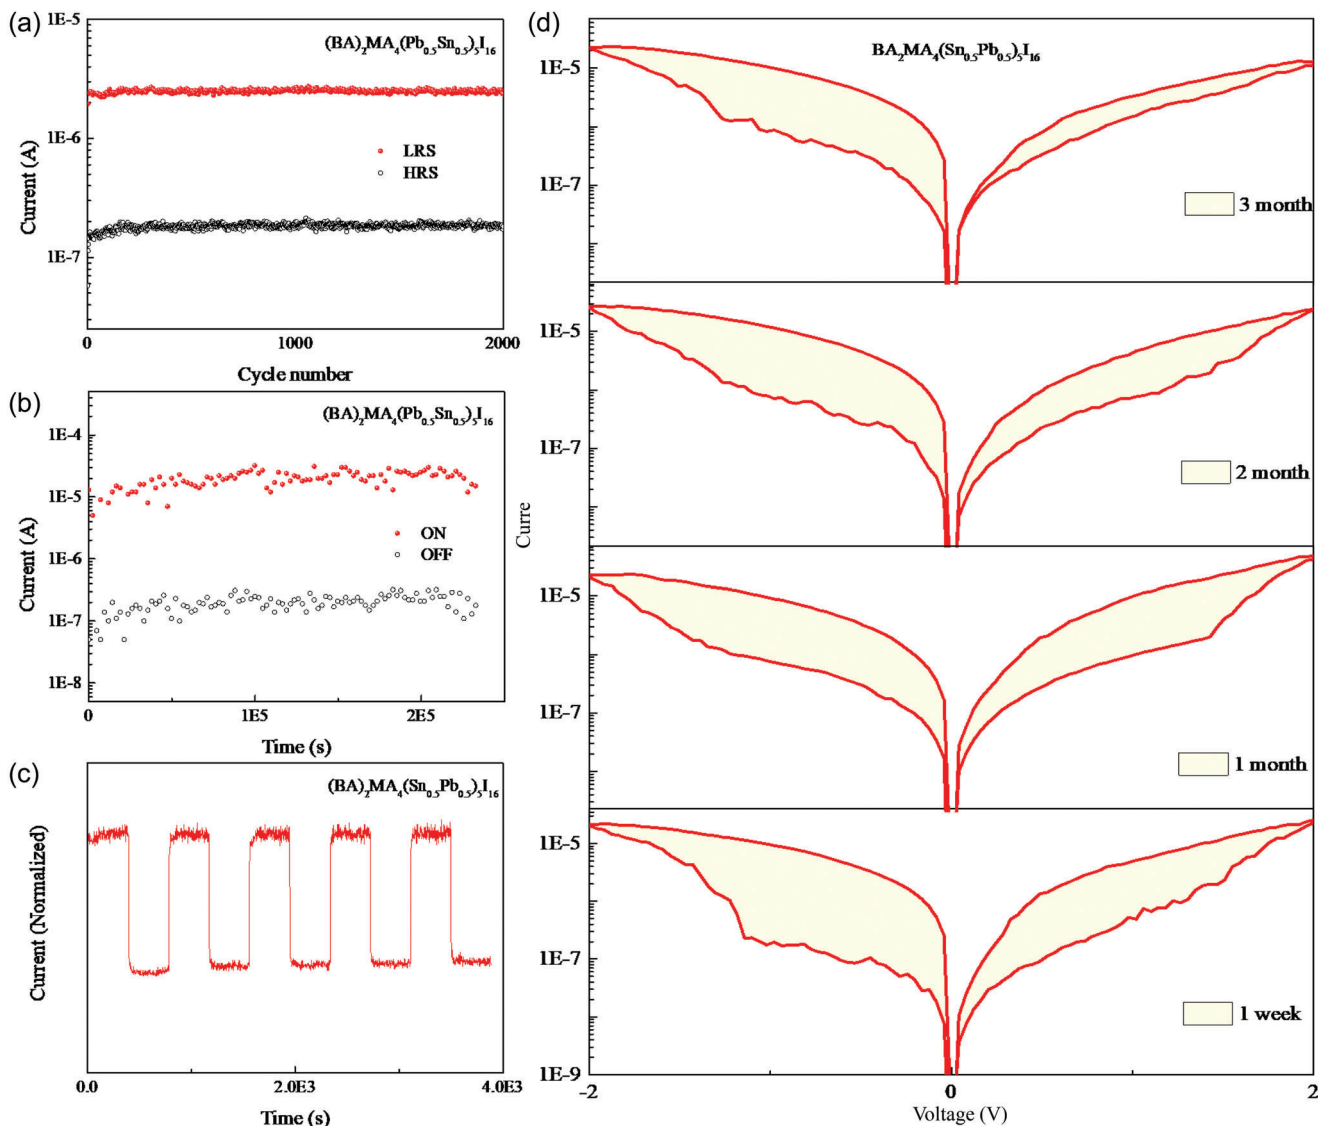 (a)
1E-5
(BA)₂MA₄(Pb₀.₅Sn₀.₅)₅I₁₆
1E-6
LRS
HRS
1E-7
Current (A)
0 1000 2000
Cycle number
(b)
(BA)₂MA₄(Pb₀.₅Sn₀.₅)₅I₁₆
1E-4
1E-5
1E-6
ON
OFF
1E-7
1E-8
Current (A)
0 1E5 2E5
Time (s)
(c)
(BA)₂MA₄(Sn₀.₅Pb₀.₅)₅I₁₆
Current (Normalized)
0.0 2.0E3 4.0E3
Time (s)
(d)
BA₂MA₄(Sn₀.₅Pb₀.₅)₅I₁₆
1E-5
1E-7
3 month
1E-5
1E-7
2 month
Curre
1E-5
1E-7
1 month
1E-5
1E-7
1 week
1E-9
-2 0 2
Voltage (V)